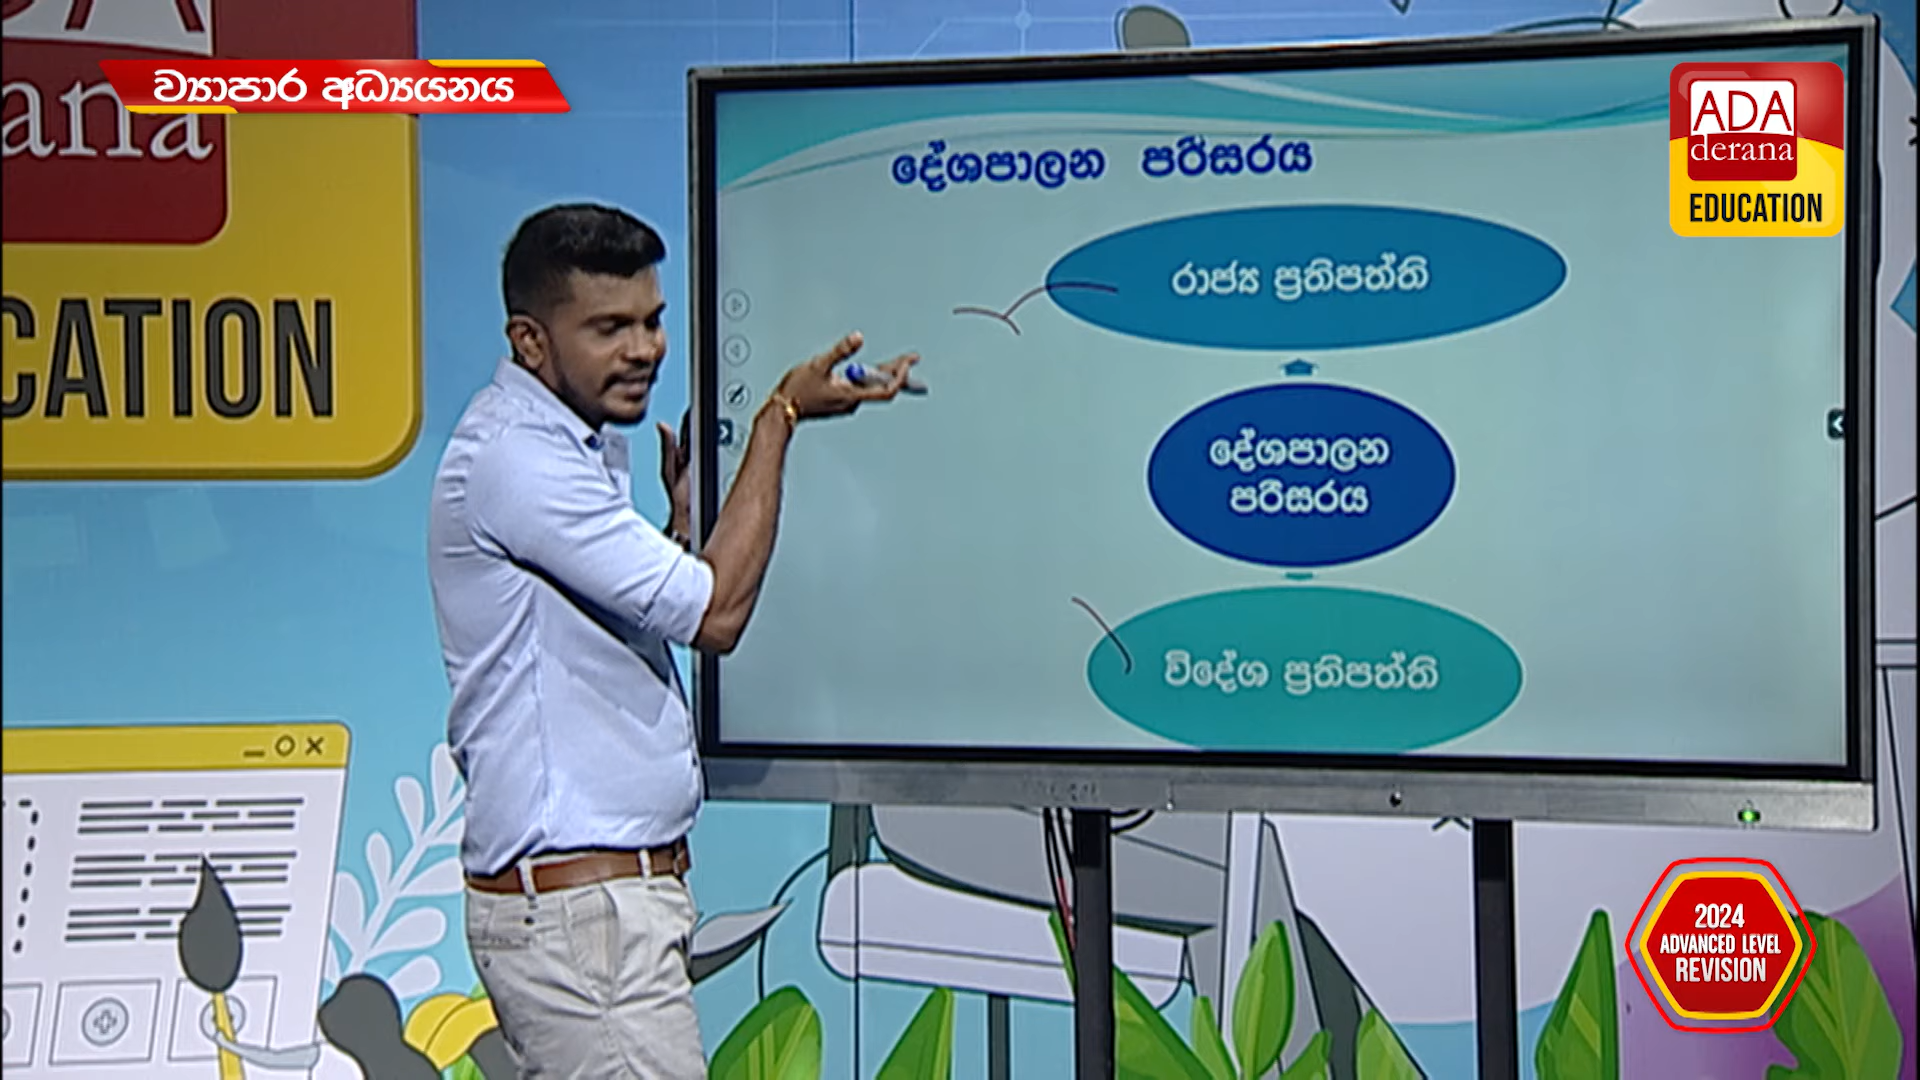 ව්‍යාපාර අධ්‍යයනය
ana
CATION
දේශපාලන පරිසරය
රාජ්‍ය ප්‍රතිපත්ති
දේශපාලන
පරිසරය
විදේශ ප්‍රතිපත්ති
ADA
derana
EDUCATION
2024
ADVANCED LEVEL
REVISION